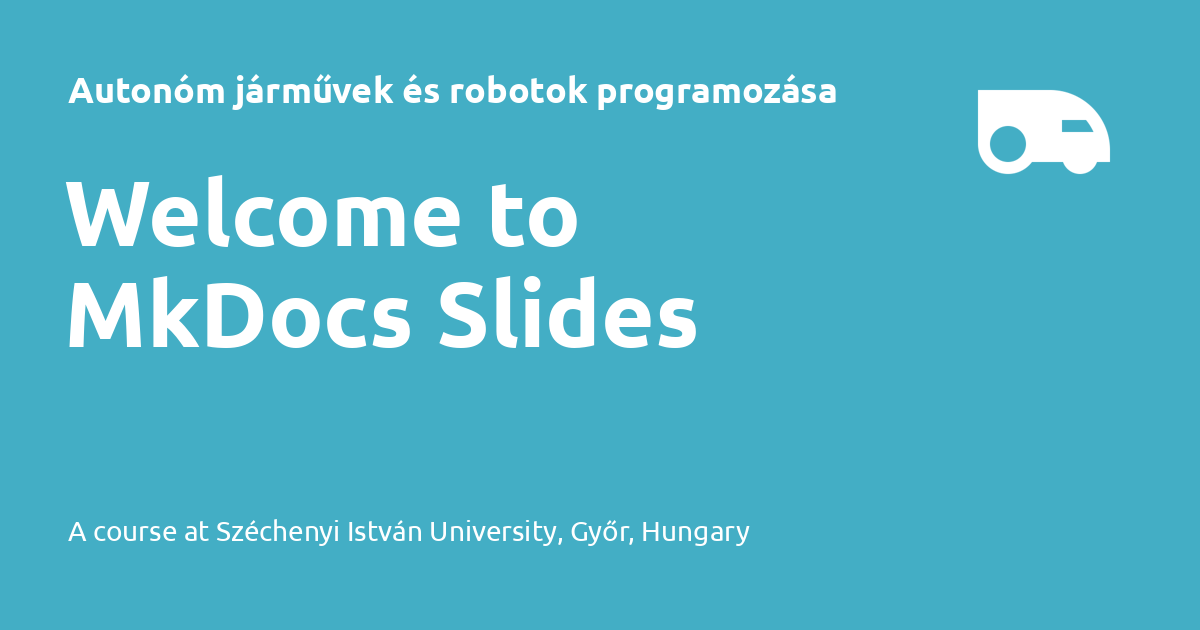 Autonóm járművek és robotok programozása
Welcome to
MkDocs Slides
A course at Széchenyi István University, Győr, Hungary